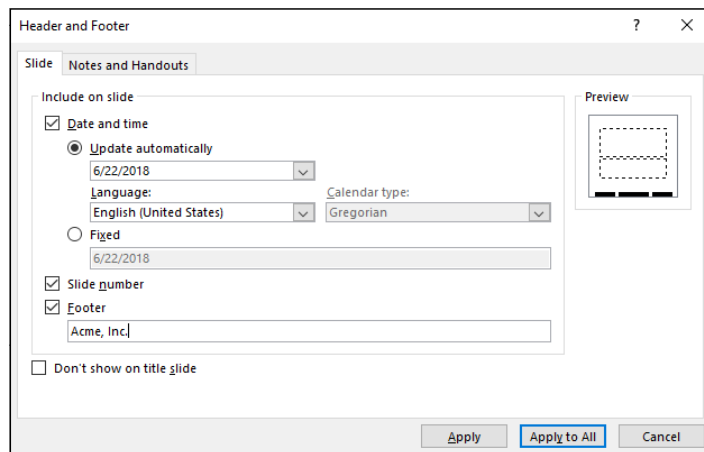 Header and Footer ? ×
Slide Notes and Handouts
Include on slide Preview
Date and time
Update automatically
6/22/2018
Language: Calendar type:
English (United States) Gregorian
Fixed
6/22/2018
Slide number
Footer
Acme, Inc.
Don't show on title slide
Apply Apply to All Cancel